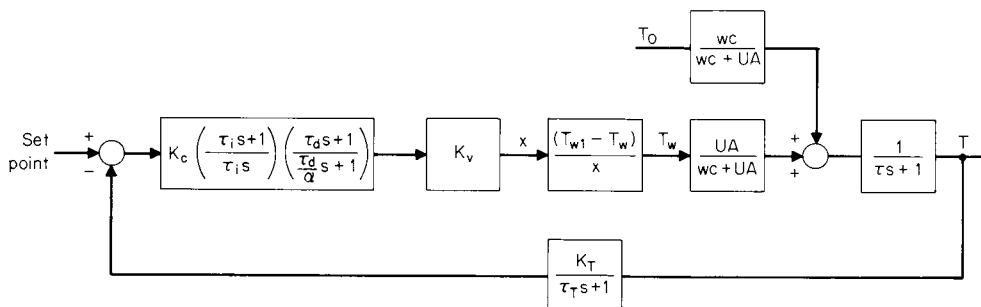 T₀
wc
wc + UA
Set
point
+
−
K_c ( (τ_i s + 1) / (τ_i s) ) ( (τ_d s + 1) / ((τ_d / α) s + 1) )
K_v
x
(T_w1 − T_w)
x
T_w
UA
wc + UA
+
+
1
τs + 1
T
K_T
τ_T s + 1